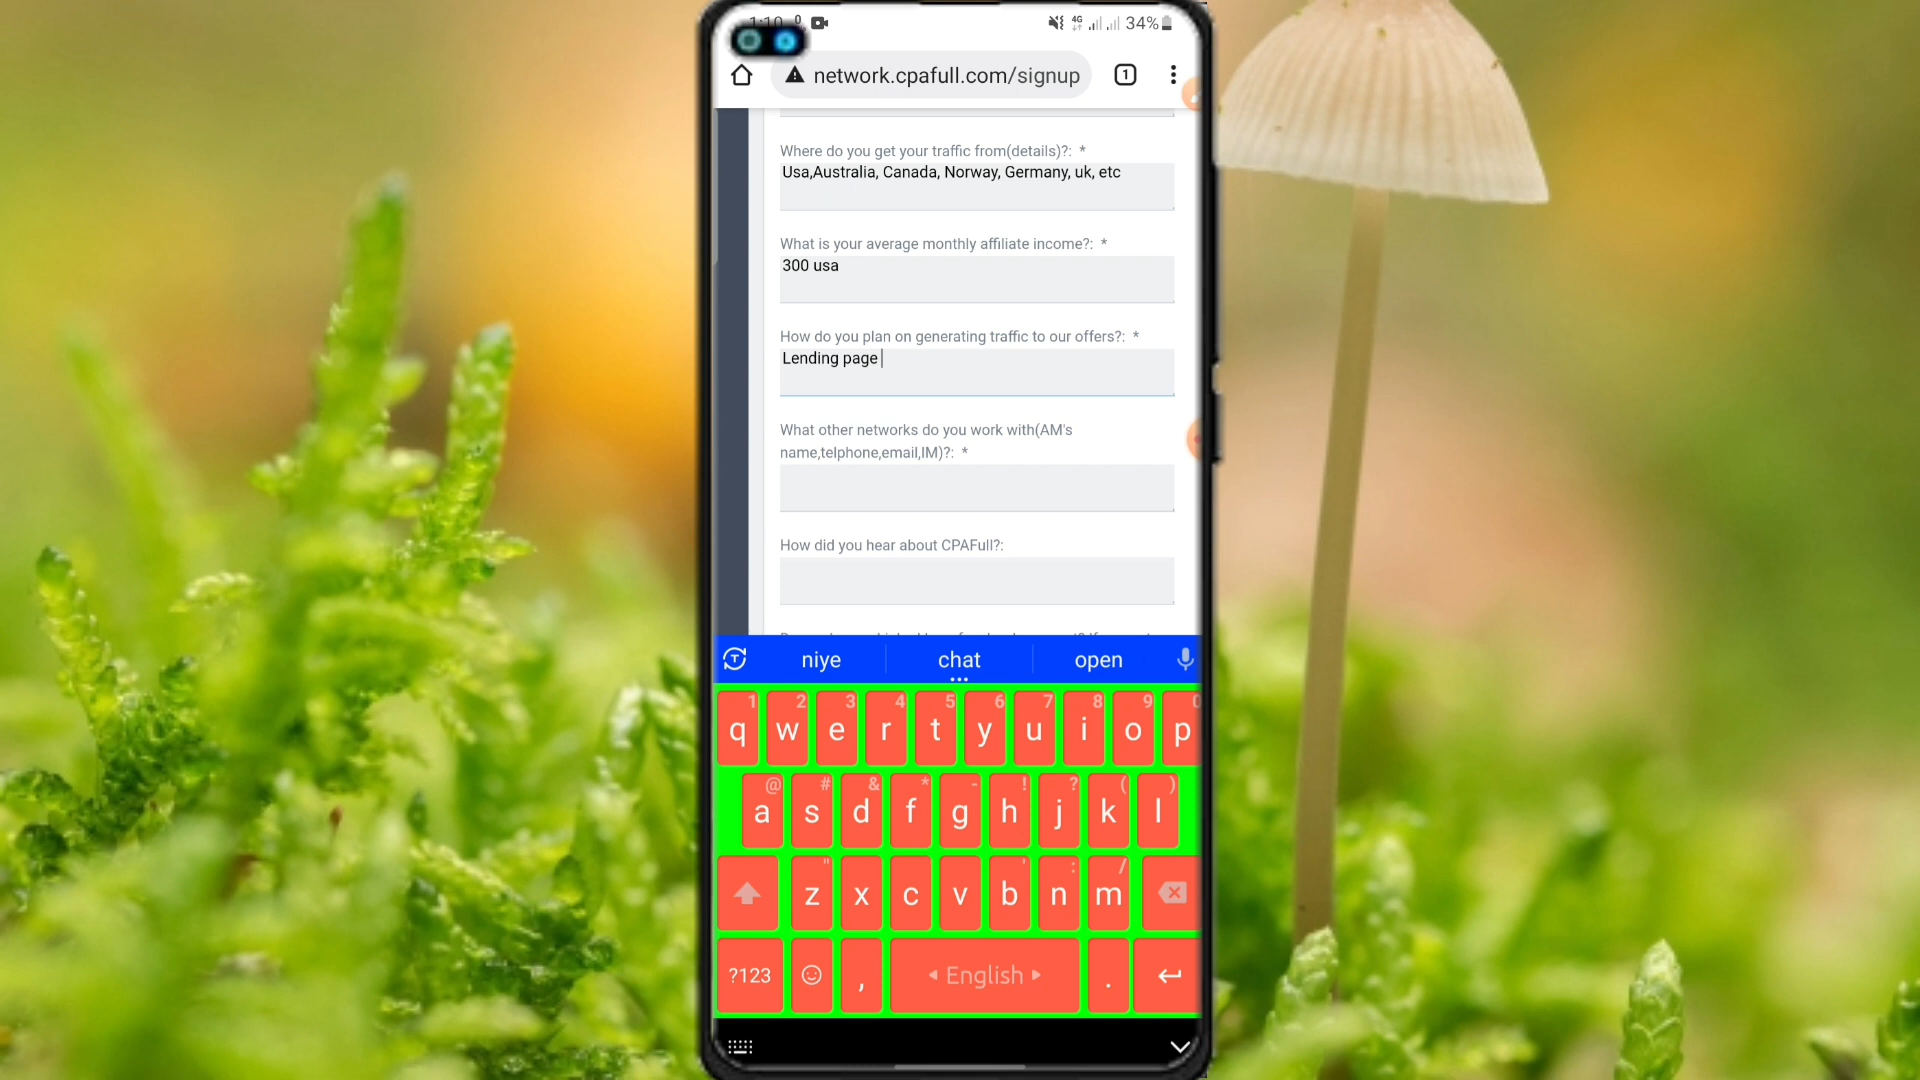 1:10
4G 34%
network.cpafull.com/signup 1
Where do you get your traffic from(details)?: *
Usa,Australia, Canada, Norway, Germany, uk, etc
What is your average monthly affiliate income?: *
300 usa
How do you plan on generating traffic to our offers?: *
Lending page
What other networks do you work with(AM's
name,telphone,email,IM)?: *
How did you hear about CPAFull?:
niye chat open
1 2 3 4 5 6 7 8 9 0
q w e r t y u i o p
@ # & * - ! ? ( )
a s d f g h j k l
" ' : /
z x c v b n m
?123 , English .